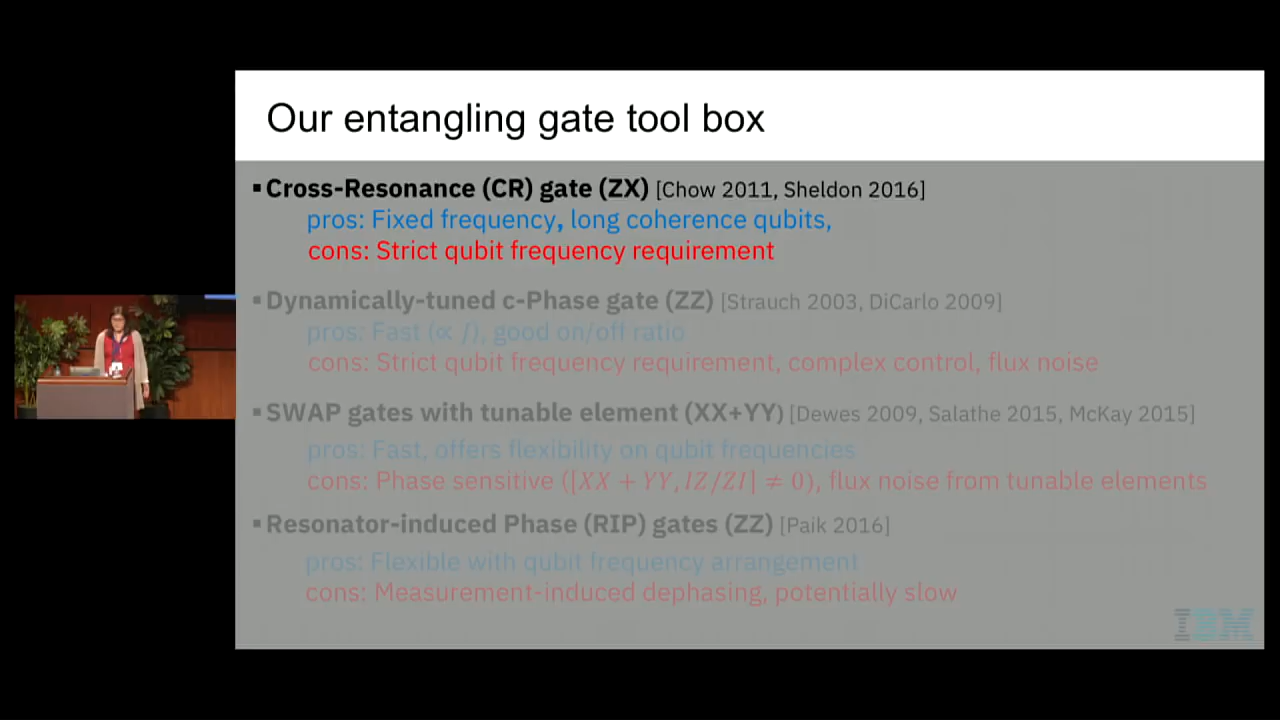 Our entangling gate tool box
▪ Cross-Resonance (CR) gate (ZX) [Chow 2011, Sheldon 2016]
pros: Fixed frequency, long coherence qubits,
cons: Strict qubit frequency requirement
▪ Dynamically-tuned c-Phase gate (ZZ) [Strauch 2003, DiCarlo 2009]
pros: Fast (∝ J), good on/off ratio
cons: Strict qubit frequency requirement, complex control, flux noise
▪ SWAP gates with tunable element (XX+YY) [Dewes 2009, Salathe 2015, McKay 2015]
pros: Fast, offers flexibility on qubit frequencies
cons: Phase sensitive ([XX + YY, IZ/ZI] ≠ 0), flux noise from tunable elements
▪ Resonator-induced Phase (RIP) gates (ZZ) [Paik 2016]
pros: Flexible with qubit frequency arrangement
cons: Measurement-induced dephasing, potentially slow
IBM